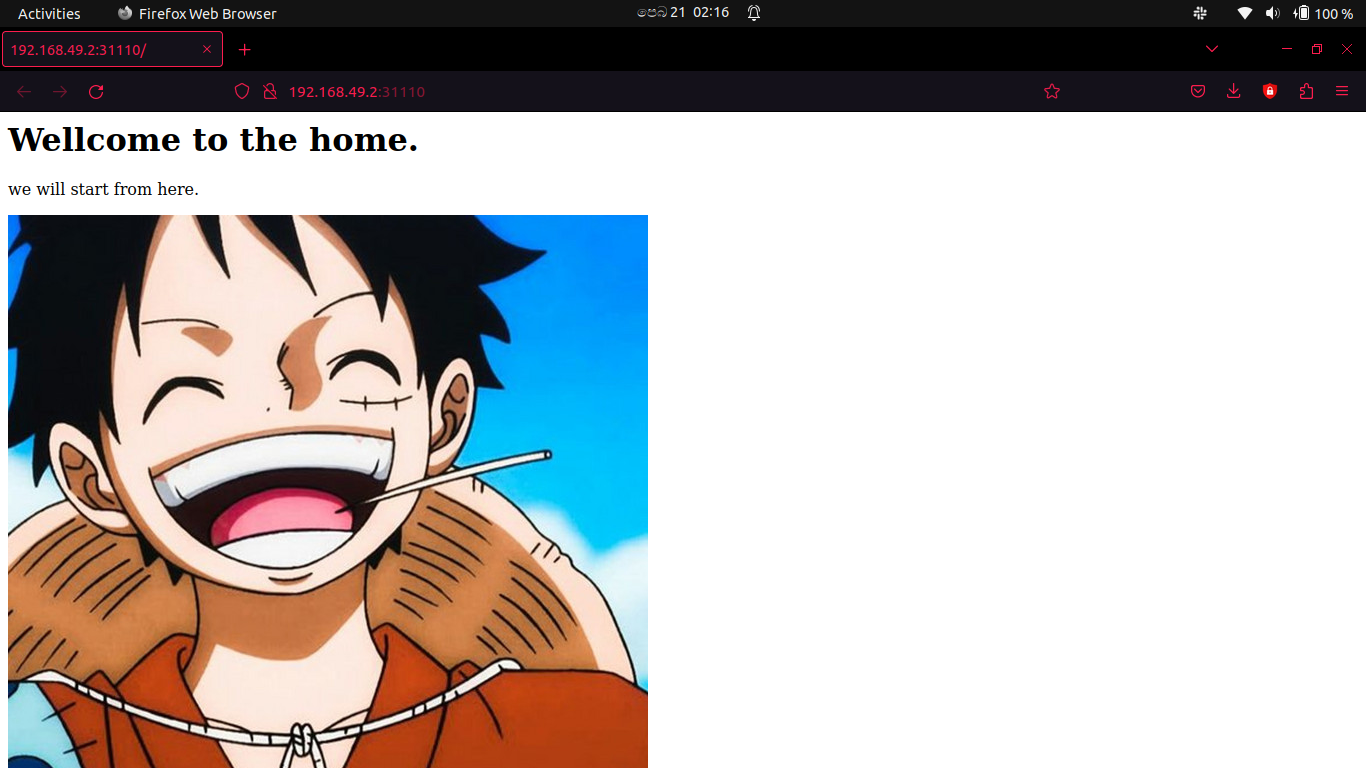 Activities Firefox Web Browser පෙබ 21 02:16 100 %
192.168.49.2:31110/
192.168.49.2:31110
Wellcome to the home.
we will start from here.